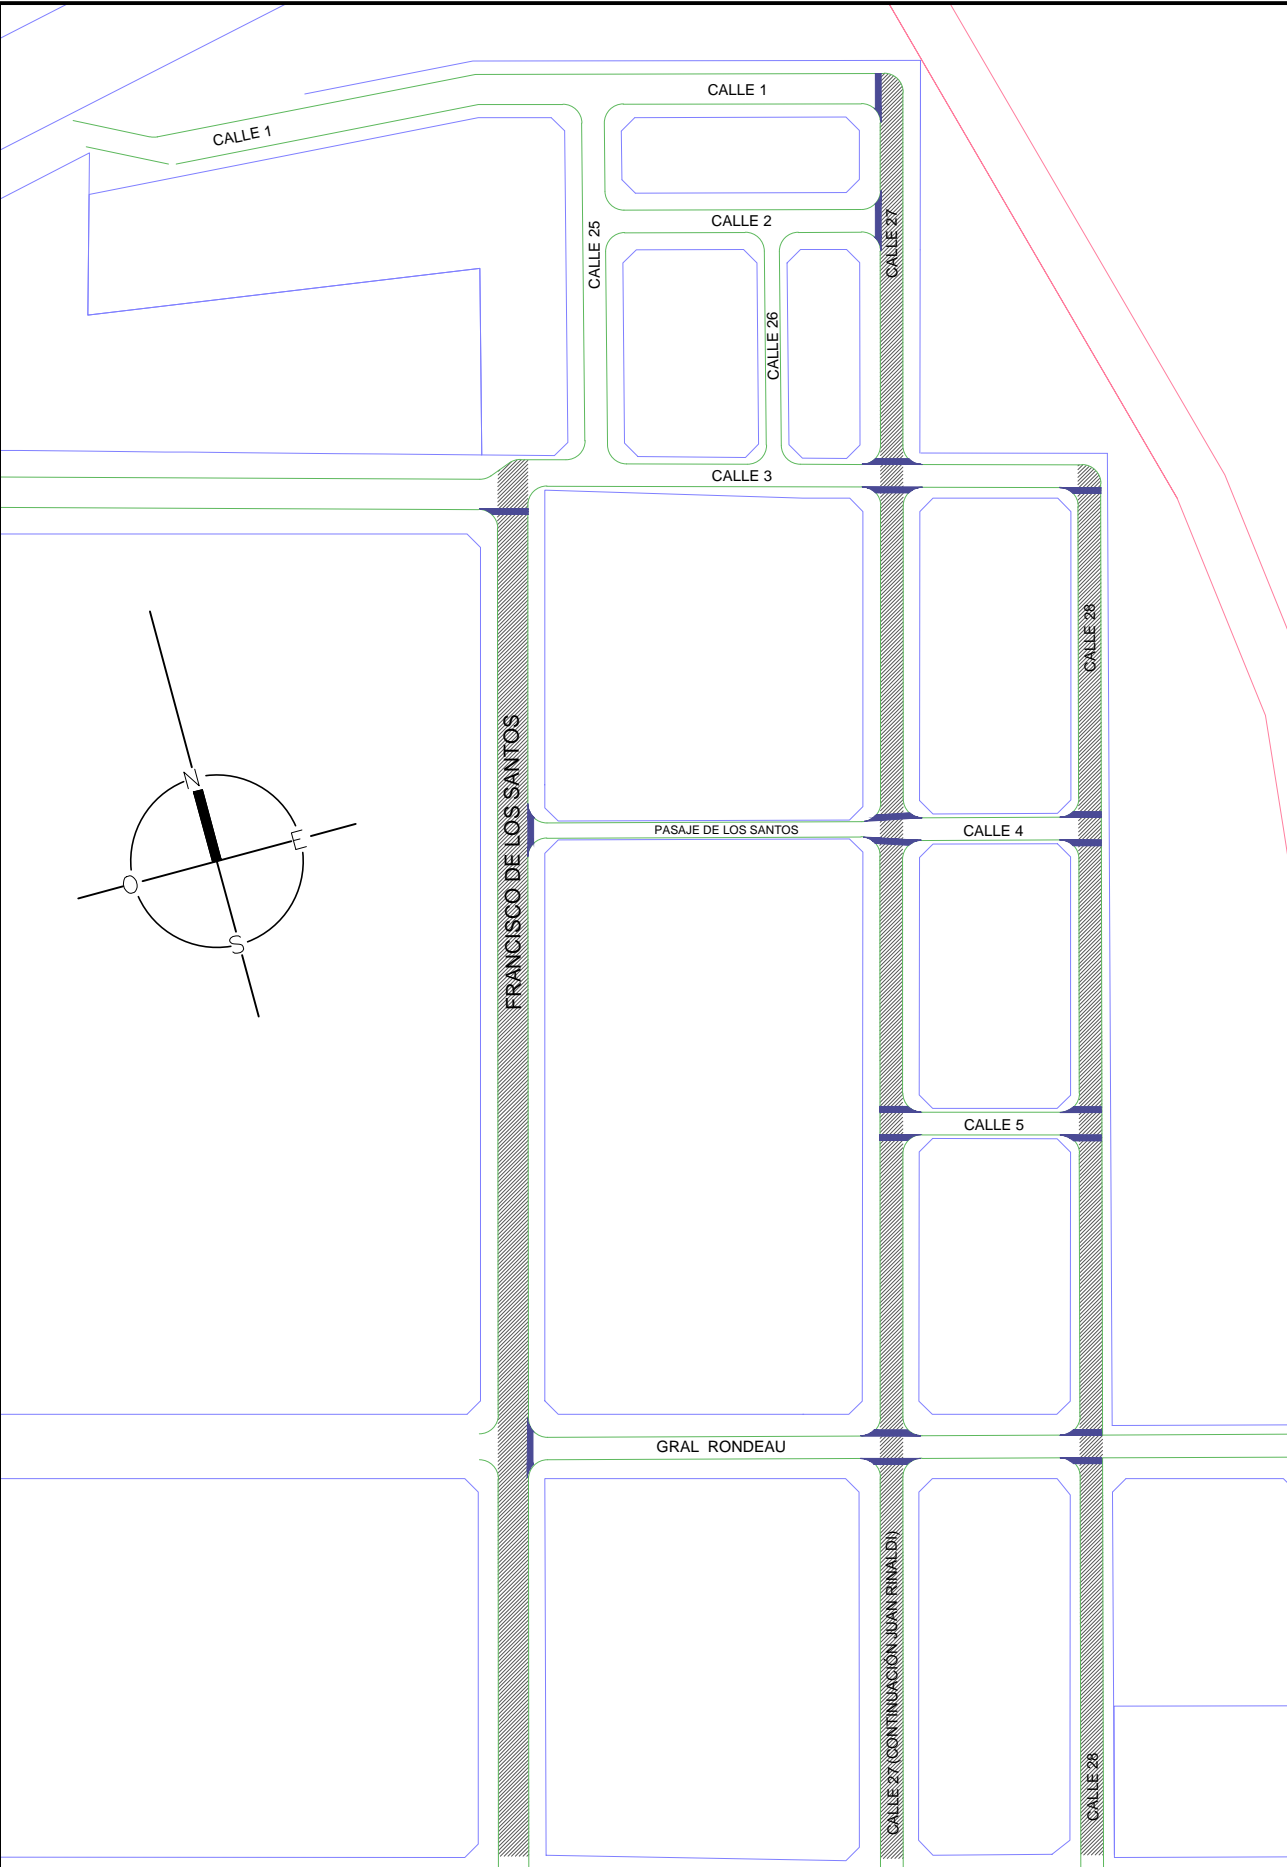 CALLE 1
CALLE 1
CALLE 2
CALLE 25
CALLE 27
CALLE 26
CALLE 3
CALLE 28
FRANCISCO DE LOS SANTOS
N
E
O
S
PASAJE DE LOS SANTOS
CALLE 4
CALLE 5
GRAL RONDEAU
CALLE 27 (CONTINUACIÓN JUAN RINALDI)
CALLE 28